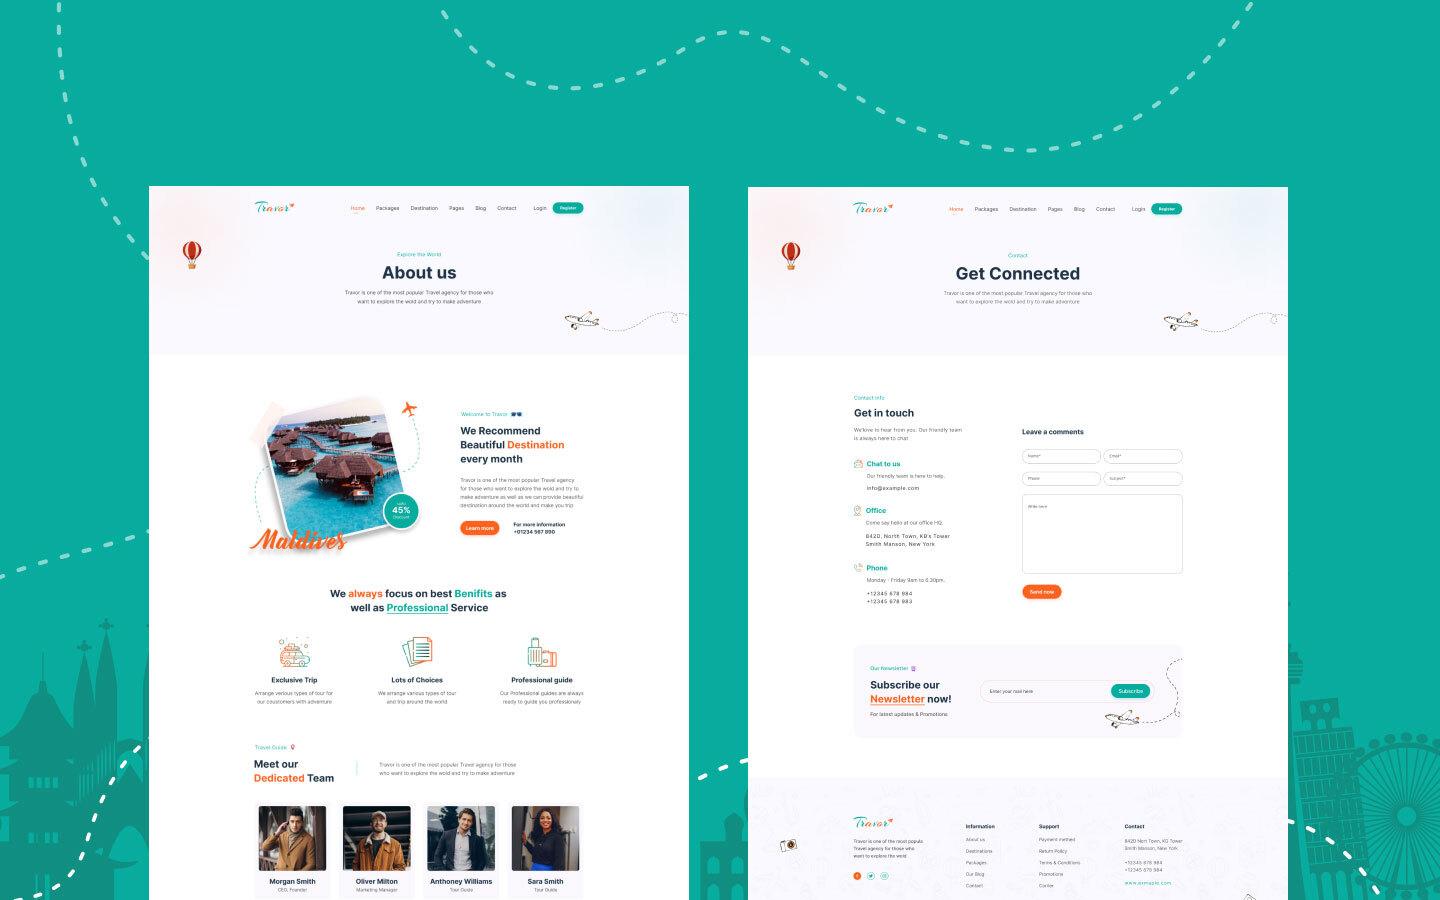 Travor
Home Packages Destination Pages Blog Contact Login Register
Explore the World
About us
Travor is one of the most popular Travel agency for those who
want to explore the wold and try to make adventure
Welcome to Travor
We Recommend
Beautiful Destination
every month
Travor is one of the most popular Travel agency
for those who want to explore the wold and try to
make adventure as well as we can provide beautiful
destination around the world and make you trip
Learn more
For more information
+01234 567 890
45%
Discount
Maldives
We always focus on best Benifits as
well as Professional Service
Exclusive Trip
Arrange verious types of tour for
our coustomers with adventure
Lots of Choices
We arrange various types of tour
and trip around the world
Professional guide
Our Professional guides are always
ready to guide you professionaly
Travel Guide
Meet our
Dedicated Team
Travor is one of the most popular Travel agency for those
who want to explore the wold and try to make adventure
Morgan Smith
CEO, Founder
Oliver Milton
Marketing Manager
Anthoney Williams
Tour Guide
Sara Smith
Tour Guide
Travor
Home Packages Destination Pages Blog Contact Login Register
Contact
Get Connected
Travor is one of the most popular Travel agency for those who
want to explore the wold and try to make adventure
Contact info
Get in touch
We'love to hear from you. Our friendly team
is always here to chat
Chat to us
Our friendly team is here to help.
info@example.com
Office
Come say hello at our office HQ.
842D, North Town, KB's Tower
Smith Manson, New York
Phone
Monday - Friday 9am to 6.30pm.
+12345 678 984
+12345 678 983
Leave a comments
Name* Email*
Phone Subject*
Write here
Send now
Our Newsletter
Subscribe our
Newsletter now!
For latest updates & Promotions
Enter your mail here
Subscribe
Travor
Travor is one of the most popula
Travel agency for those who
want to explore the wold
Information
About us
Destinations
Packages
Our Blog
Contact
Support
Payment methed
Return Policy
Terms & Conditions
Promotions
Contact
842D Nort Town, KG Tower
Smith Manson, New York
+12345 678 984
+12345 678 984